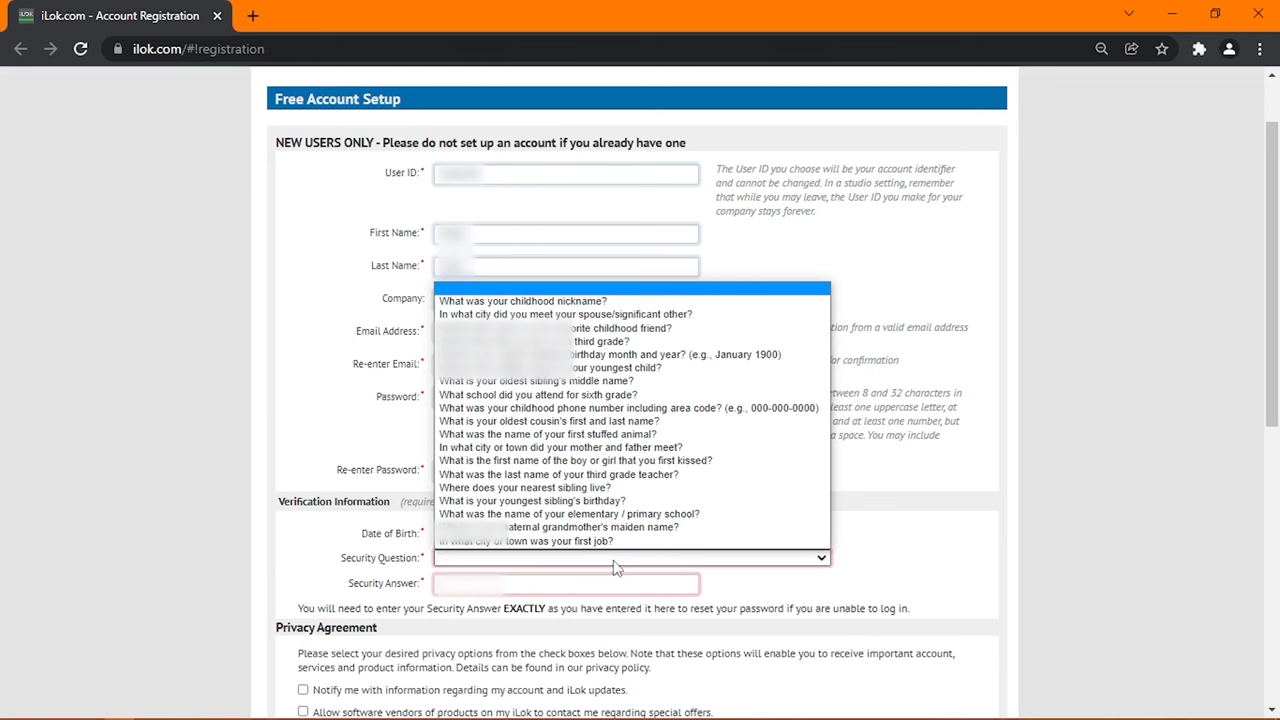 iLok.com - Account Registration
ilok.com/#!registration
Free Account Setup
NEW USERS ONLY - Please do not set up an account if you already have one
User ID:*
The User ID you choose will be your account identifier
and cannot be changed. In a studio setting, remember
that while you may leave, the User ID you make for your
company stays forever.
First Name:*
Last Name:*
Company:
What was your childhood nickname?
In what city did you meet your spouse/significant other?
childhood friend?
Email Address:*
from a valid email address
third grade?
birthday month and year? (e.g., January 1900)
Re-enter Email:*
for confirmation
your youngest child?
What is your oldest sibling's middle name?
Password:*
between 8 and 32 characters in
What school did you attend for sixth grade?
What was your childhood phone number including area code? (e.g., 000-000-0000)
least one uppercase letter, at
What is your oldest cousin's first and last name?
and at least one number, but
What was the name of your first stuffed animal?
a space. You may include
In what city or town did your mother and father meet?
What is the first name of the boy or girl that you first kissed?
Re-enter Password:*
What was the last name of your third grade teacher?
Where does your nearest sibling live?
Verification Information
What is your youngest sibling's birthday?
What was the name of your elementary / primary school?
grandmother's maiden name?
Date of Birth:*
In what city or town was your first job?
Security Question:*
Security Answer:*
You will need to enter your Security Answer EXACTLY as you have entered it here to reset your password if you are unable to log in.
Privacy Agreement
Please select your desired privacy options from the check boxes below. Note that these options will enable you to receive important account,
services and product information. Details can be found in our privacy policy.
Notify me with information regarding my account and iLok updates.
Allow software vendors of products on my iLok to contact me regarding special offers.